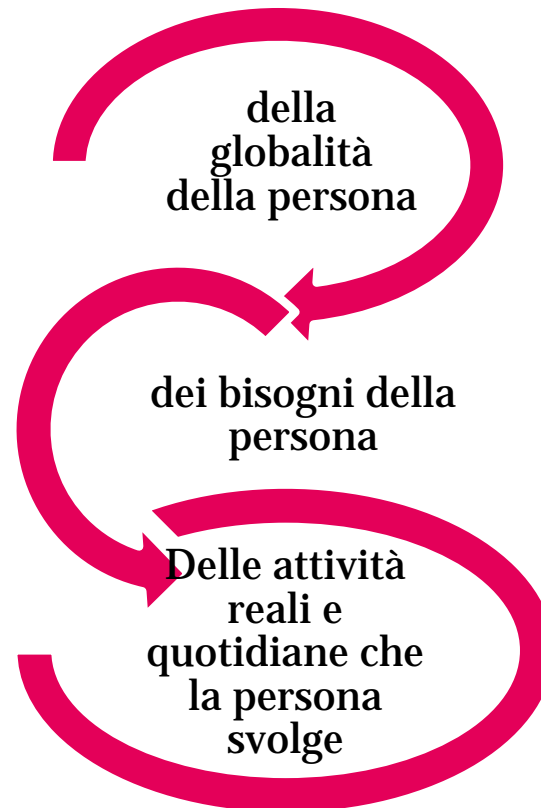 della
globalità
della persona
dei bisogni della
persona
Delle attività
reali e
quotidiane che
la persona
svolge